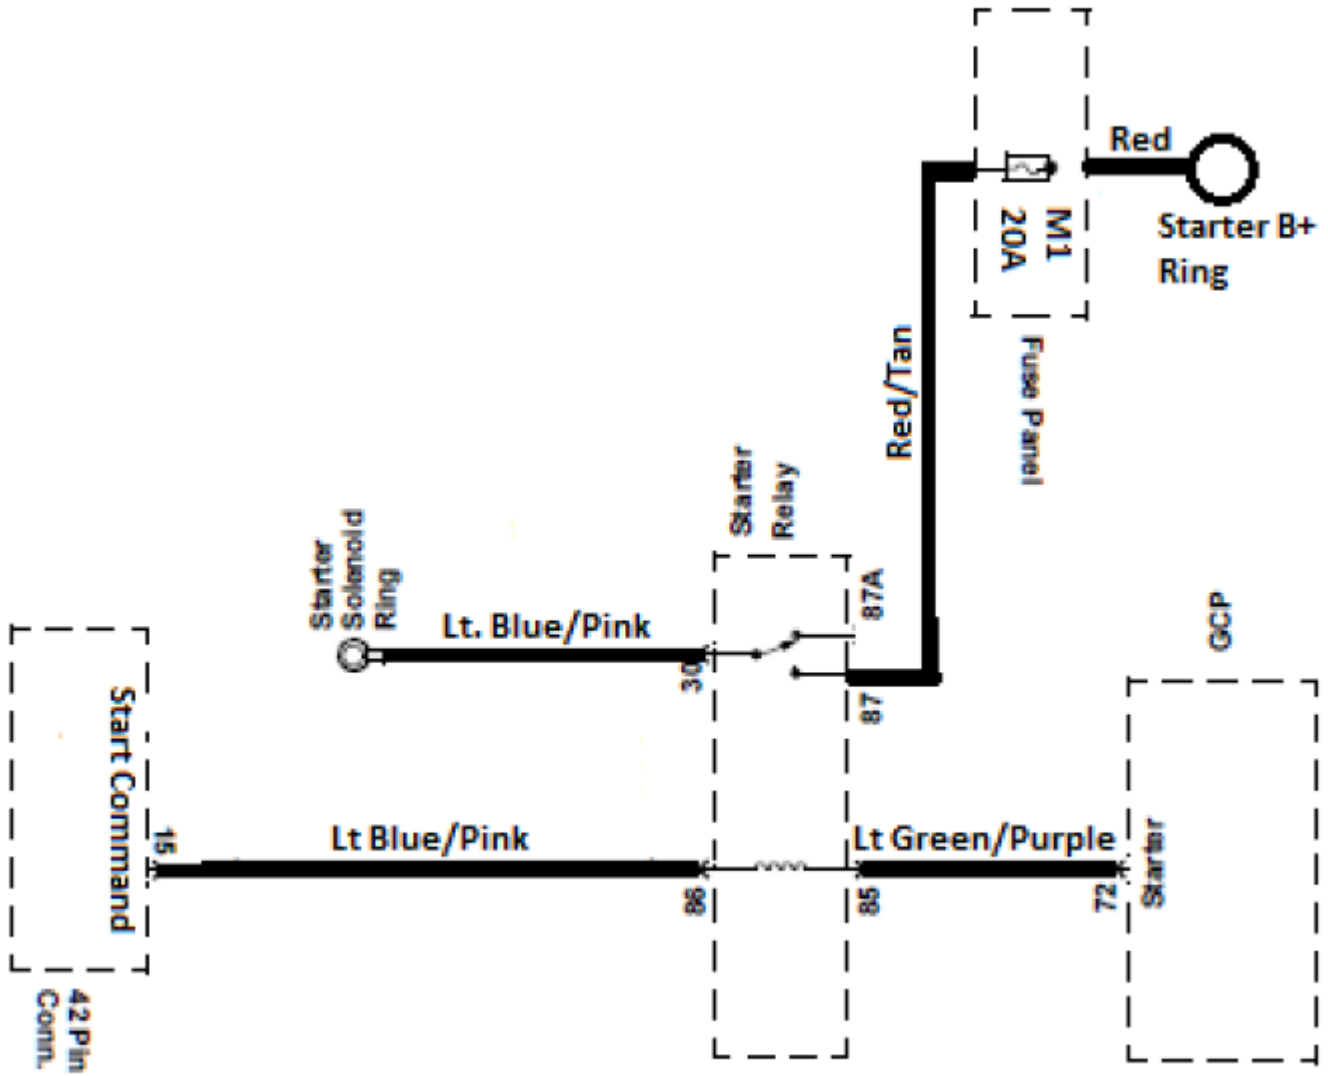 Red
Starter B+
Ring
M1
20A
Fuse Panel
Red/Tan
Starter
Relay
Starter
Solenoid
Ring
Lt. Blue/Pink
30
87A
87
GCP
Start Command
15
Lt Blue/Pink
86
85
Lt Green/Purple
72
Starter
42 Pin
Conn.